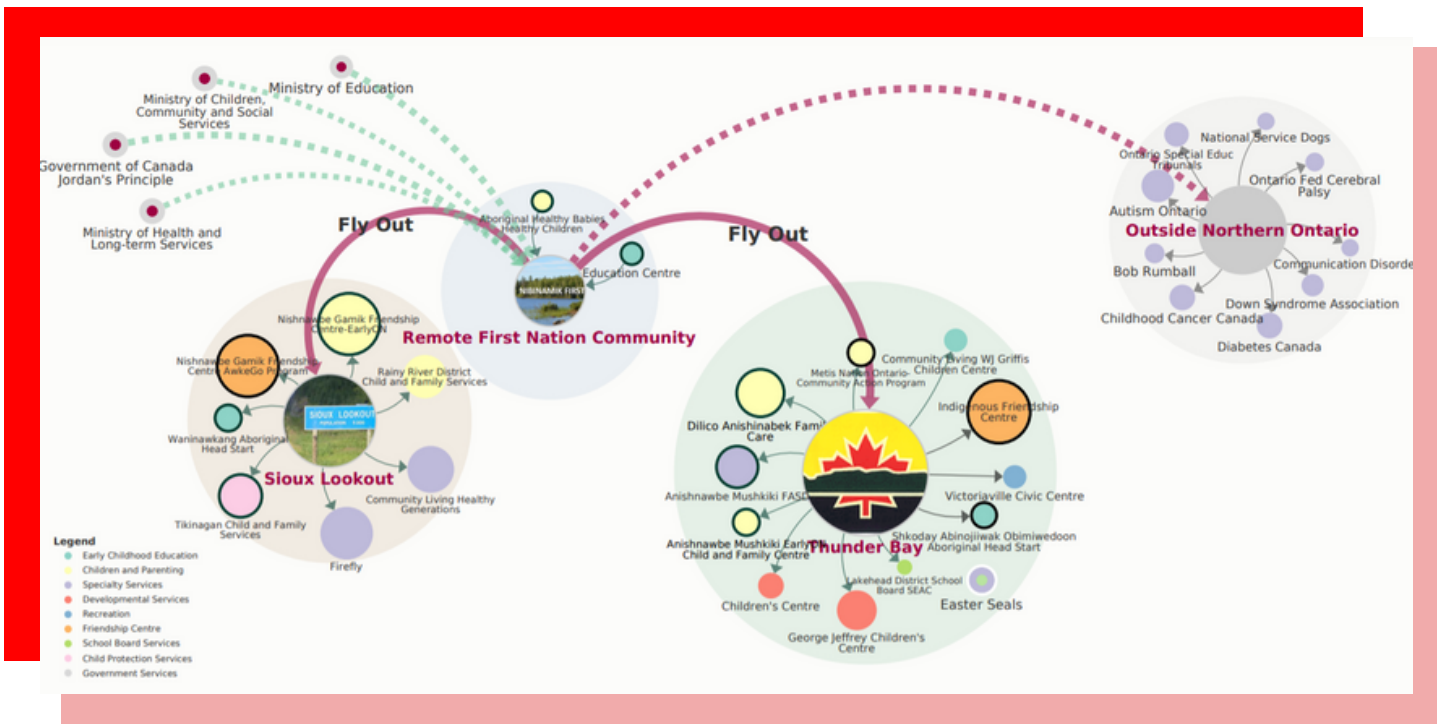 Ministry of Education
Ministry of Children,
Community and Social
Services
Government of Canada
Jordan's Principle
Ministry of Health and
Long-term Services
Fly Out
Fly Out
Aboriginal Healthy Babies
Healthy Children
Education Centre
NIBINAMIK FIRST
Remote First Nation Community
National Service Dogs
Ontario Special Educ
Tribunals
Ontario Fed Cerebral
Palsy
Autism Ontario
Outside Northern Ontario
Bob Rumball
Communication Disorde
Down Syndrome Association
Childhood Cancer Canada
Diabetes Canada
Nishnawbe Gamik Friendship
Centre-EarlyON
Nishnawbe Gamik Friendship
Centre AwkeGo Program
Rainy River District
Child and Family Services
SIOUX LOOKOUT
Waninawkang Aboriginal
Head Start
Sioux Lookout
Community Living Healthy
Generations
Tikinagan Child and Family
Services
Firefly
Metis Nation Ontario-
Community Action Program
Community Living WJ Griffis
Children Centre
Indigenous Friendship
Centre
Dilico Anishinabek Family
Care
Anishnawbe Mushkiki FASD
Victoriaville Civic Centre
Anishnawbe Mushkiki EarlyON
Child and Family Centre
Thunder Bay
Shkoday Abinojiiwak Obimiwedoon
Aboriginal Head Start
Lakehead District School
Board SEAC
Easter Seals
Children's Centre
George Jeffrey Children's
Centre
Legend
Early Childhood Education
Children and Parenting
Specialty Services
Developmental Services
Recreation
Friendship Centre
School Board Services
Child Protection Services
Government Services